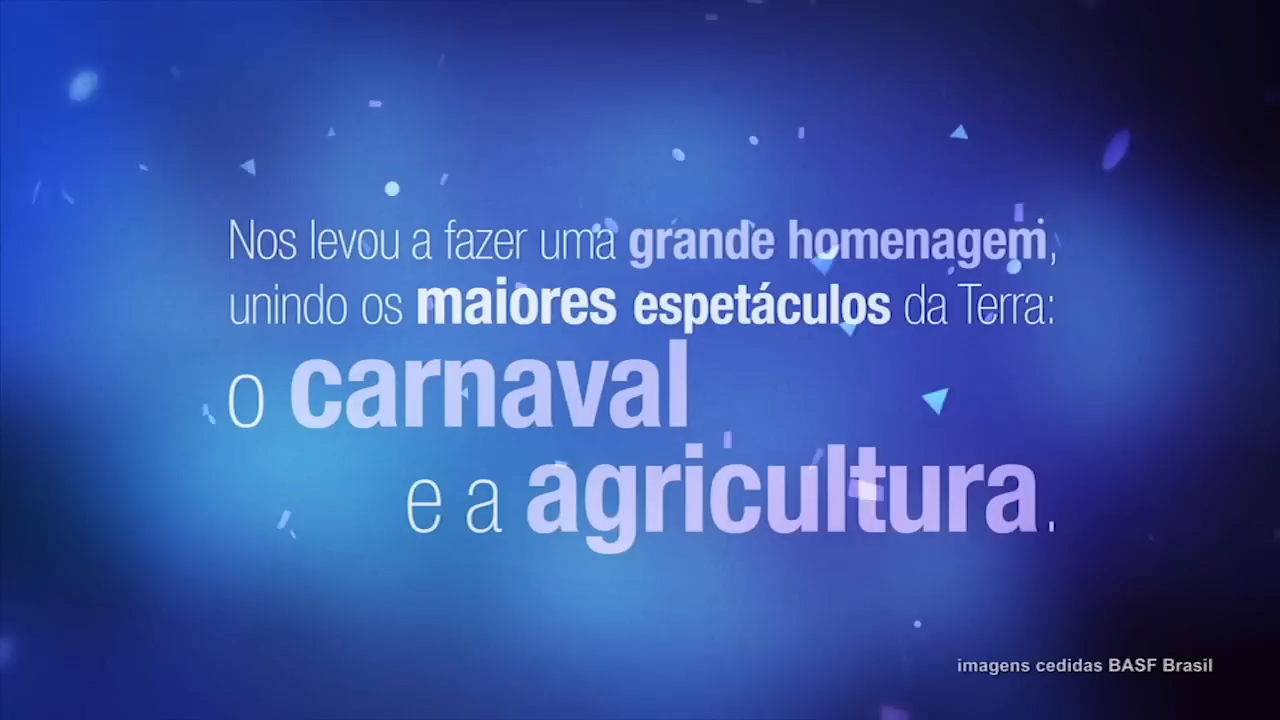 Nos levou a fazer uma grande homenagem,
unindo os maiores espetáculos da Terra:
o carnaval
e a agricultura.
imagens cedidas BASF Brasil